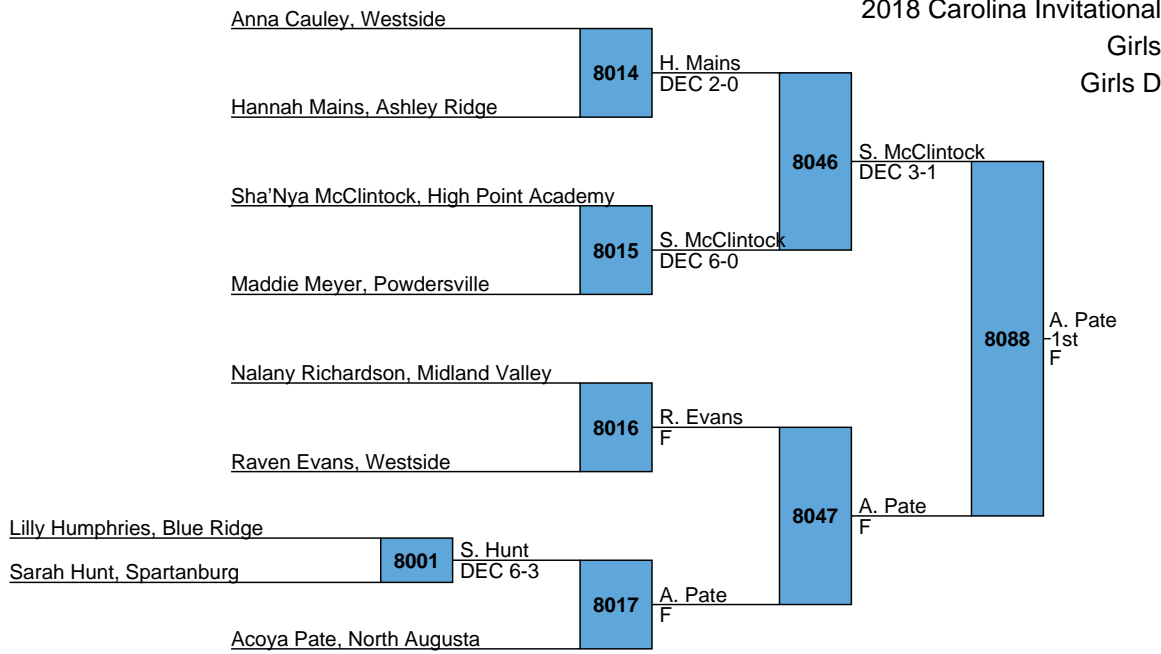 2018 Carolina Invitational
Girls
Girls D
Anna Cauley, Westside
8014
H. Mains
DEC 2-0
Hannah Mains, Ashley Ridge
8046
S. McClintock
DEC 3-1
Sha'Nya McClintock, High Point Academy
8015
S. McClintock
DEC 6-0
Maddie Meyer, Powdersville
8088
A. Pate
1st
F
Nalany Richardson, Midland Valley
8016
R. Evans
F
Raven Evans, Westside
8047
A. Pate
F
Lilly Humphries, Blue Ridge
8001
S. Hunt
DEC 6-3
Sarah Hunt, Spartanburg
8017
A. Pate
F
Acoya Pate, North Augusta